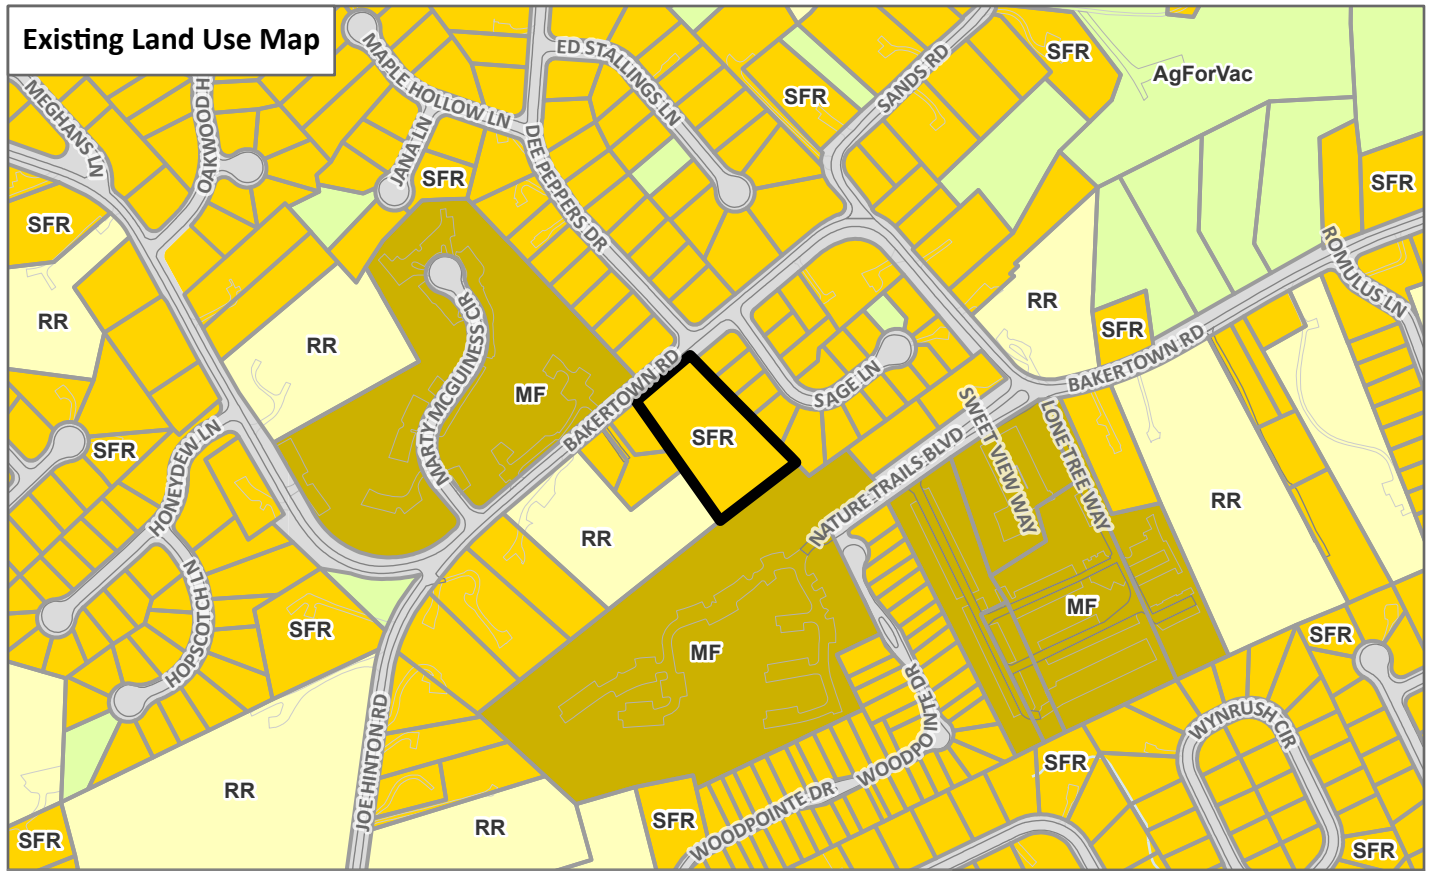 Existing Land Use Map
MAPLE HOLLOW LN
ED STALLINGS LN
SANDS RD
SFR
AgForVac
MEGHANS LN
OAKWOOD H
JANA LN
SFR
DEE PEPPERS DR
SFR
SFR
SFR
RR
RR
MARTY MCGUINESS CIR
MF
BAKERTOWN RD
SFR
SAGE LN
RR
SFR
BAKERTOWN RD
ROMULUS LN
SFR
HONEYDEW LN
HOPSCOTCH LN
SFR
RR
NATURE TRAILS BLVD
SWEET VIEW WAY
LONE TREE WAY
RR
MF
MF
SFR
JOE HINTON RD
RR
RR
SFR
SFR
WOODPOINTE DR
WOODPOINTE DR
SFR
WYNRUSH CIR
SFR